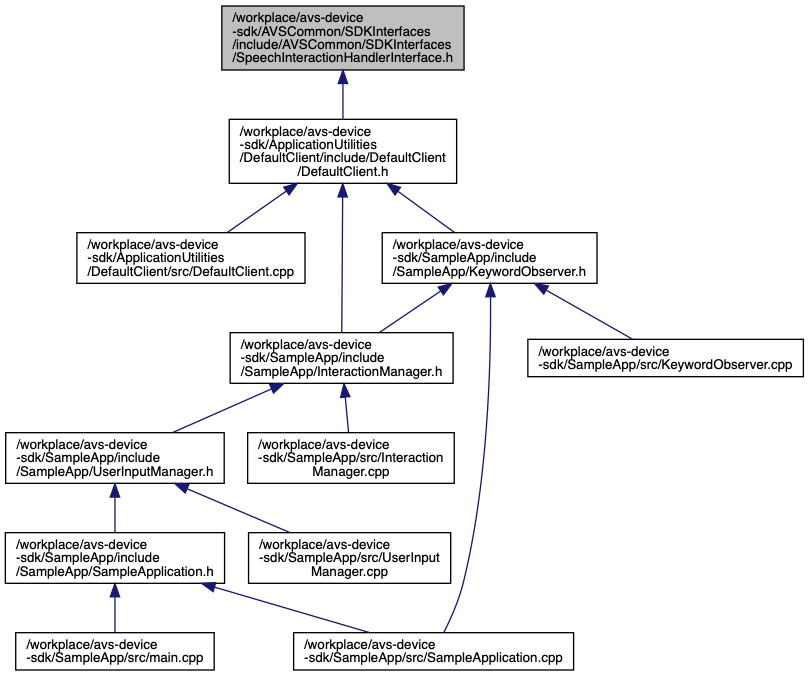 /workplace/avs-device
-sdk/AVSCommon/SDKInterfaces
/include/AVSCommon/SDKInterfaces
/SpeechInteractionHandlerInterface.h
/workplace/avs-device
-sdk/ApplicationUtilities
/DefaultClient/include/DefaultClient
/DefaultClient.h
/workplace/avs-device
-sdk/ApplicationUtilities
/DefaultClient/src/DefaultClient.cpp
/workplace/avs-device
-sdk/SampleApp/include
/SampleApp/KeywordObserver.h
/workplace/avs-device
-sdk/SampleApp/include
/SampleApp/InteractionManager.h
/workplace/avs-device
-sdk/SampleApp/src/KeywordObserver.cpp
/workplace/avs-device
-sdk/SampleApp/include
/SampleApp/UserInputManager.h
/workplace/avs-device
-sdk/SampleApp/src/Interaction
Manager.cpp
/workplace/avs-device
-sdk/SampleApp/include
/SampleApp/SampleApplication.h
/workplace/avs-device
-sdk/SampleApp/src/UserInput
Manager.cpp
/workplace/avs-device
-sdk/SampleApp/src/main.cpp
/workplace/avs-device
-sdk/SampleApp/src/SampleApplication.cpp